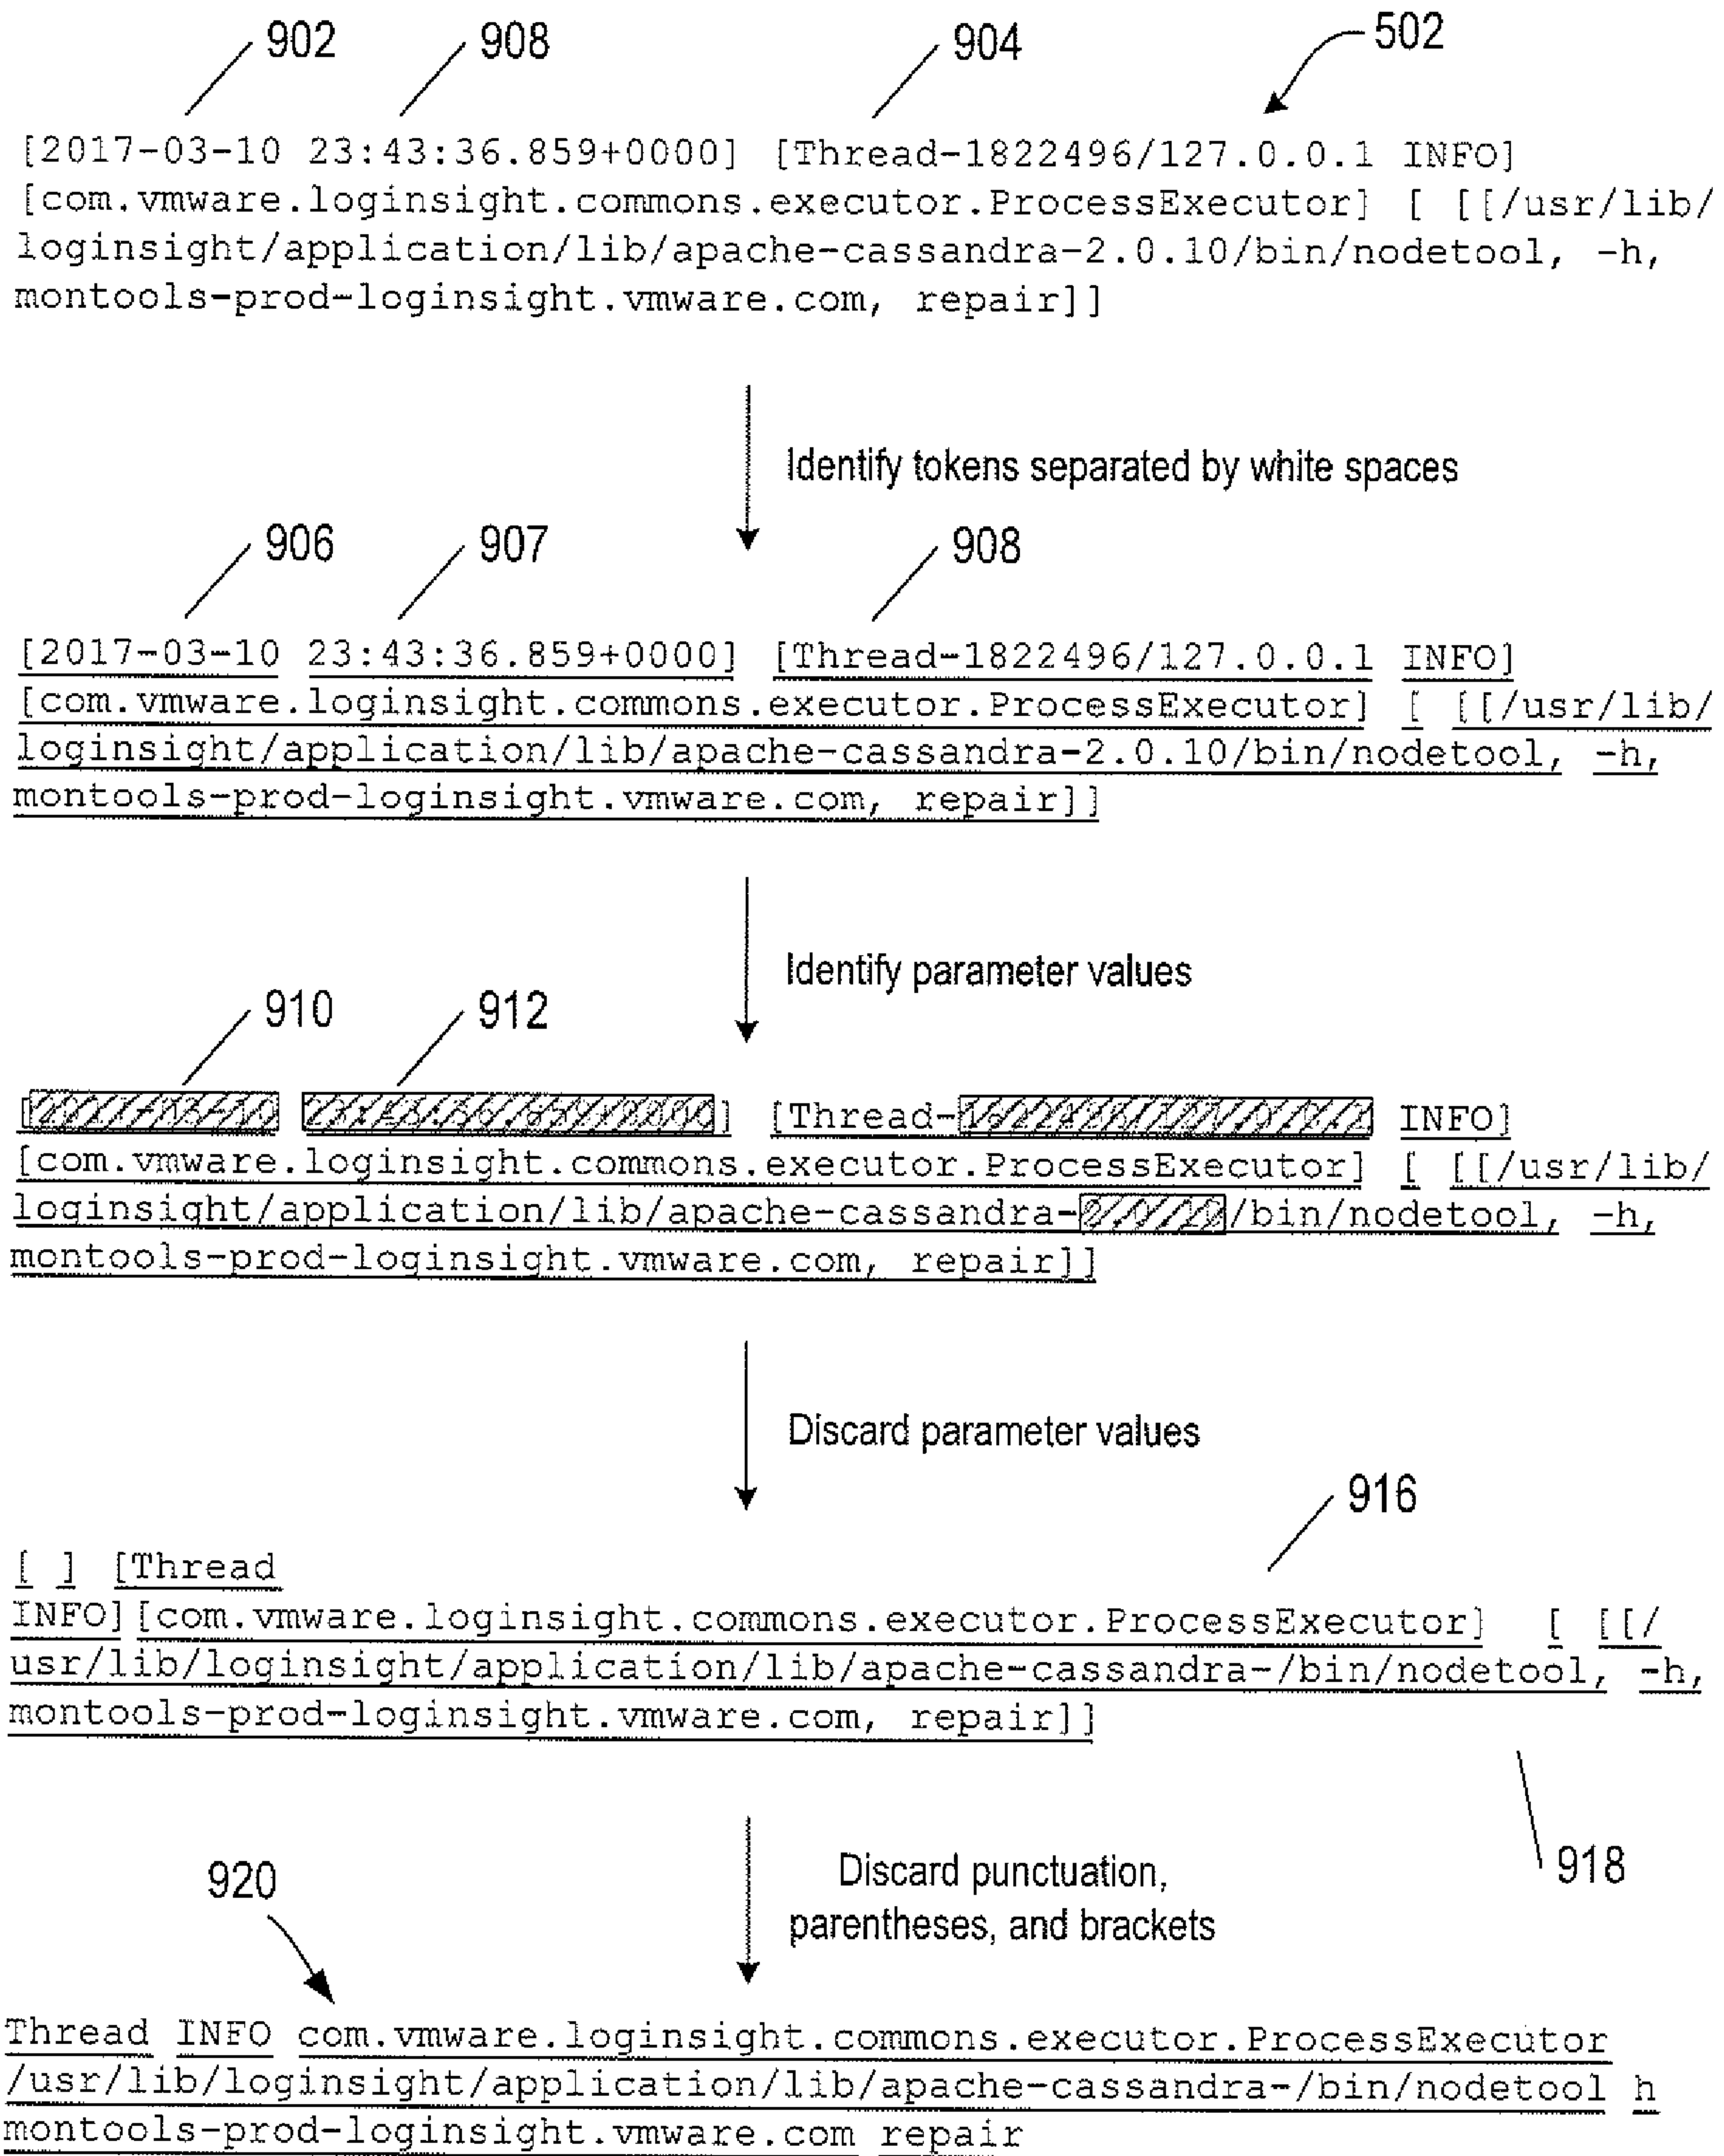 902 908 904 502
[2017-03-10 23:43:36.859+0000] [Thread-1822496/127.0.0.1 INFO]
[com.vmware.loginsight.commons.executor.ProcessExecutor] [ [[/usr/lib/
loginsight/application/lib/apache-cassandra-2.0.10/bin/nodetool, -h,
montools-prod-loginsight.vmware.com, repair]]
Identify tokens separated by white spaces
906 907 908
[2017-03-10 23:43:36.859+0000] [Thread-1822496/127.0.0.1 INFO]
[com.vmware.loginsight.commons.executor.ProcessExecutor] [ [[/usr/lib/
loginsight/application/lib/apache-cassandra-2.0.10/bin/nodetool, -h,
montools-prod-loginsight.vmware.com, repair]]
Identify parameter values
910 912
[ ] [Thread- INFO]
[com.vmware.loginsight.commons.executor.ProcessExecutor] [ [[/usr/lib/
loginsight/application/lib/apache-cassandra- /bin/nodetool, -h,
montools-prod-loginsight.vmware.com, repair]]
Discard parameter values
916
[ ] [Thread
INFO][com.vmware.loginsight.commons.executor.ProcessExecutor] [ [[/
usr/lib/loginsight/application/lib/apache-cassandra-/bin/nodetool, -h,
montools-prod-loginsight.vmware.com, repair]]
918
Discard punctuation,
parentheses, and brackets
920
Thread INFO com.vmware.loginsight.commons.executor.ProcessExecutor
/usr/lib/loginsight/application/lib/apache-cassandra-/bin/nodetool h
montools-prod-loginsight.vmware.com repair